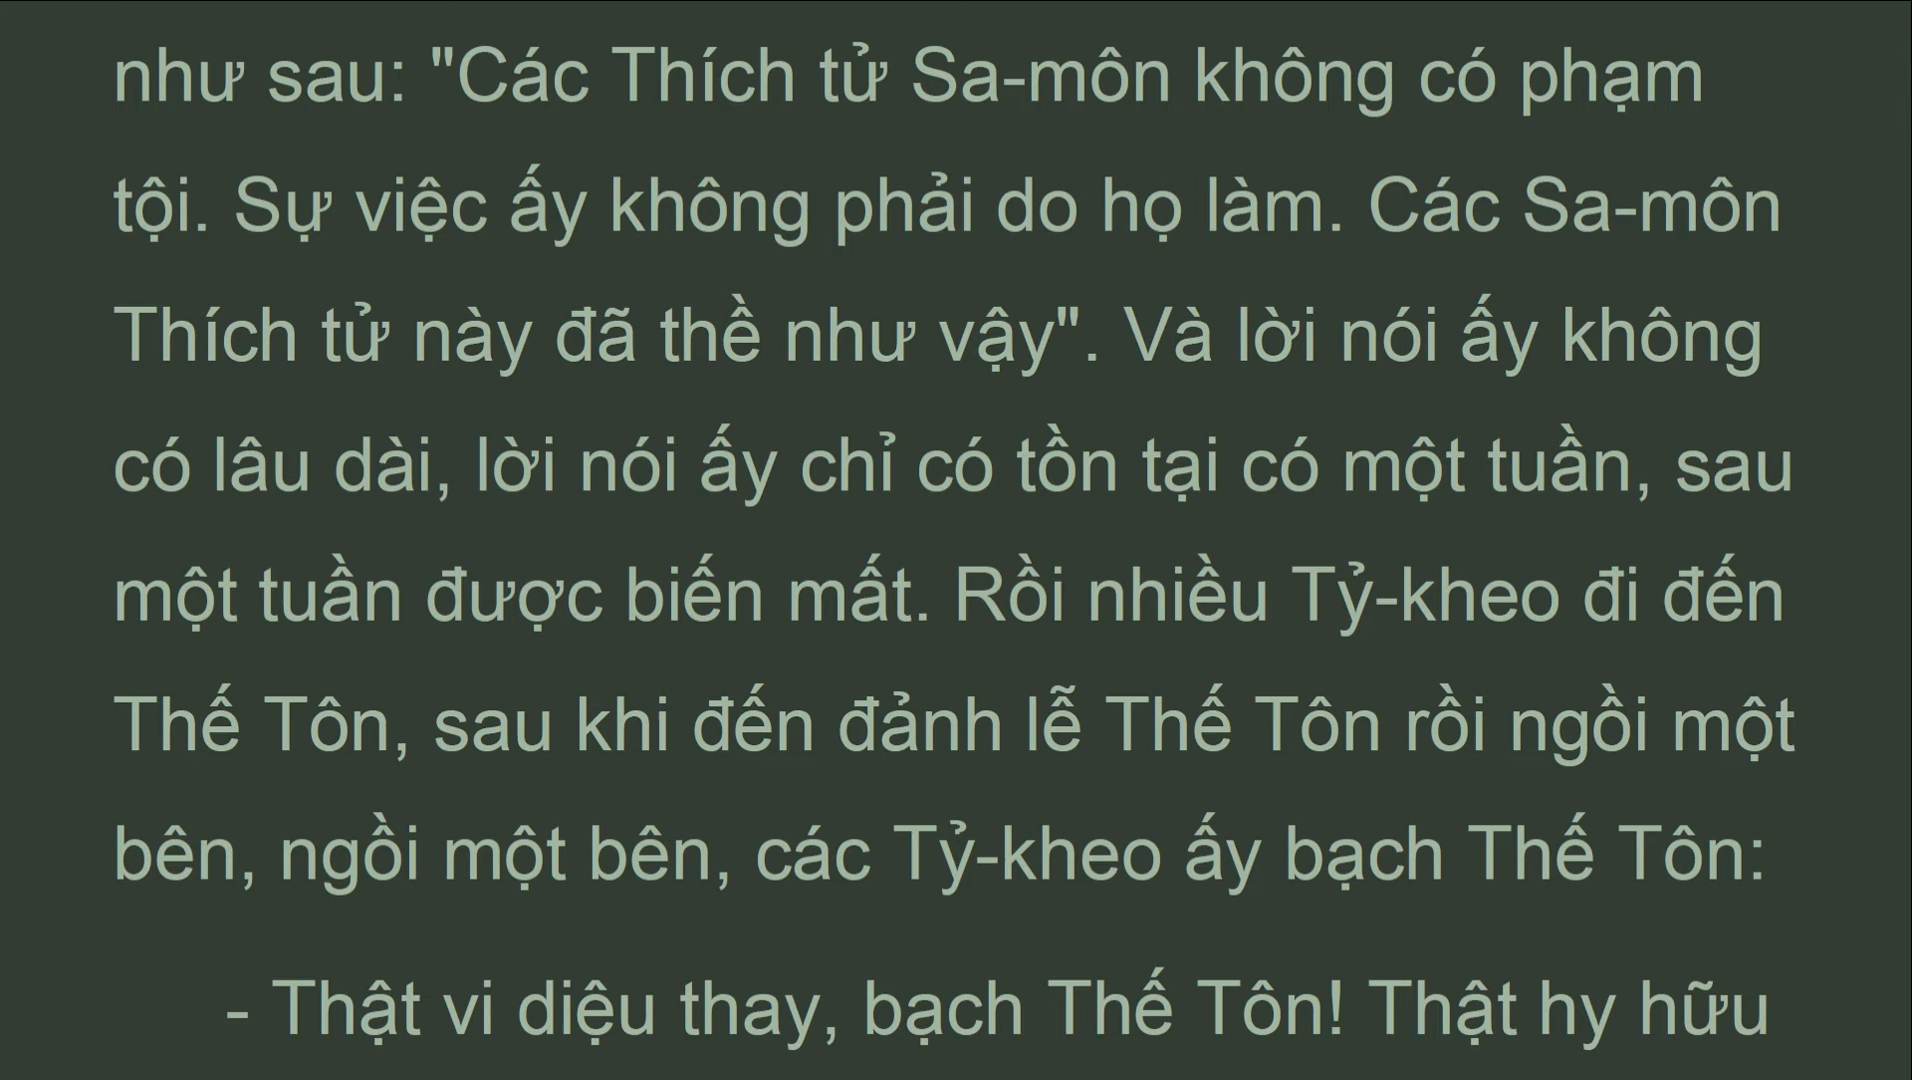 như sau: "Các Thích tử Sa-môn không có phạm
tội. Sự việc ấy không phải do họ làm. Các Sa-môn
Thích tử này đã thề như vậy". Và lời nói ấy không
có lâu dài, lời nói ấy chỉ có tồn tại có một tuần, sau
một tuần được biến mất. Rồi nhiều Tỷ-kheo đi đến
Thế Tôn, sau khi đến đảnh lễ Thế Tôn rồi ngồi một
bên, ngồi một bên, các Tỷ-kheo ấy bạch Thế Tôn:
- Thật vi diệu thay, bạch Thế Tôn! Thật hy hữu